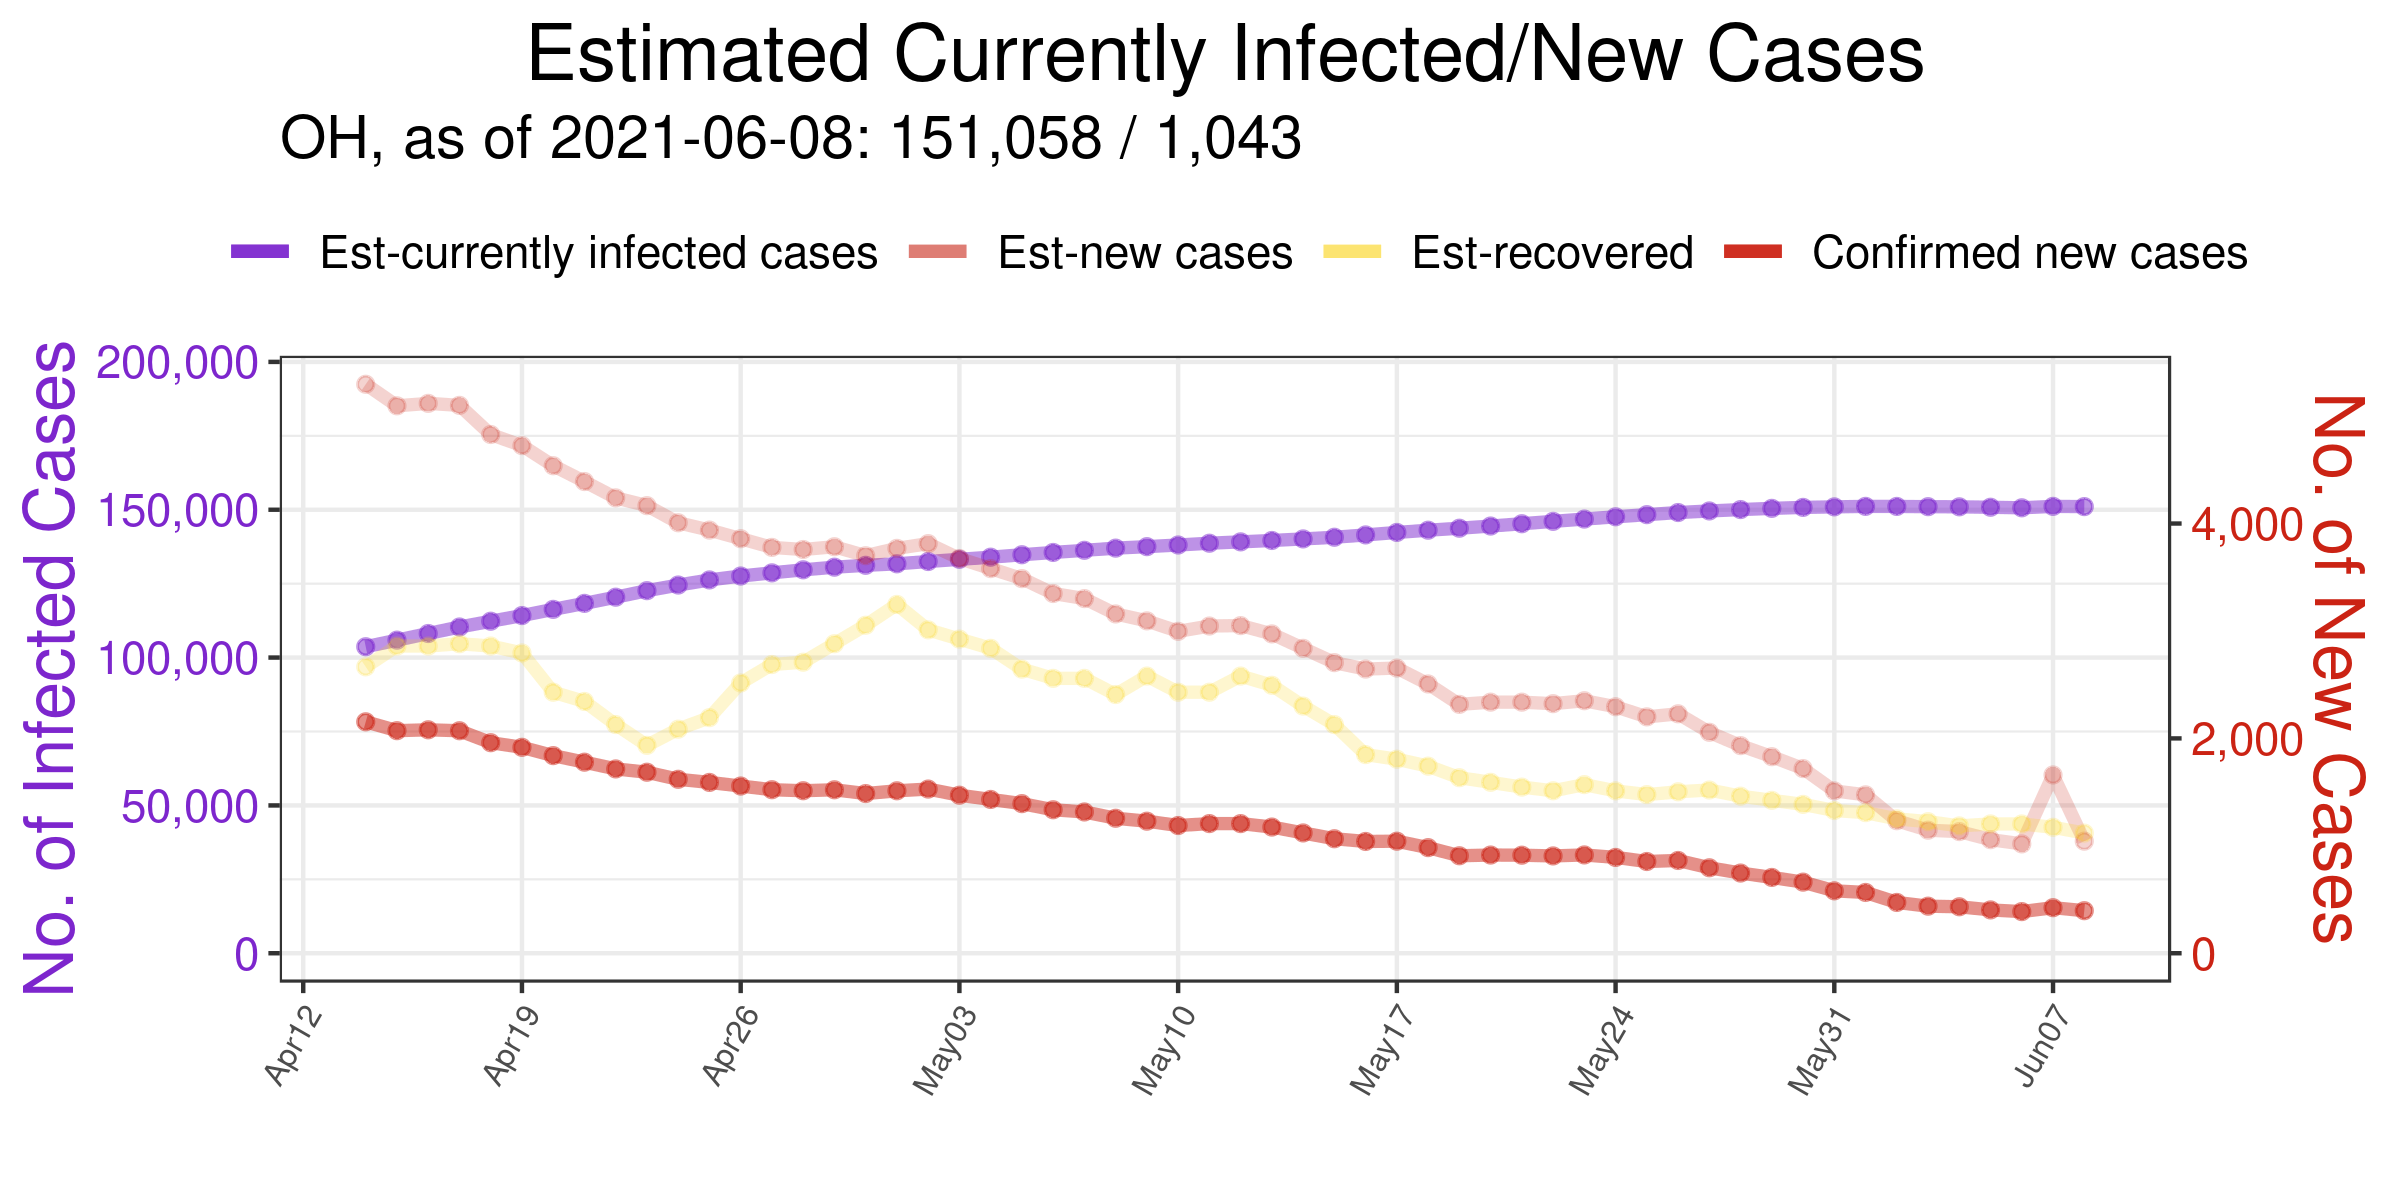 Estimated Currently Infected/New Cases
OH, as of 2021-06-08: 151,058 / 1,043
Est-currently infected cases Est-new cases Est-recovered Confirmed new cases
No. of Infected Cases
200,000
150,000
100,000
50,000
0
No. of New Cases
4,000
2,000
0
Apr12 Apr19 Apr26 May03 May10 May17 May24 May31 Jun07